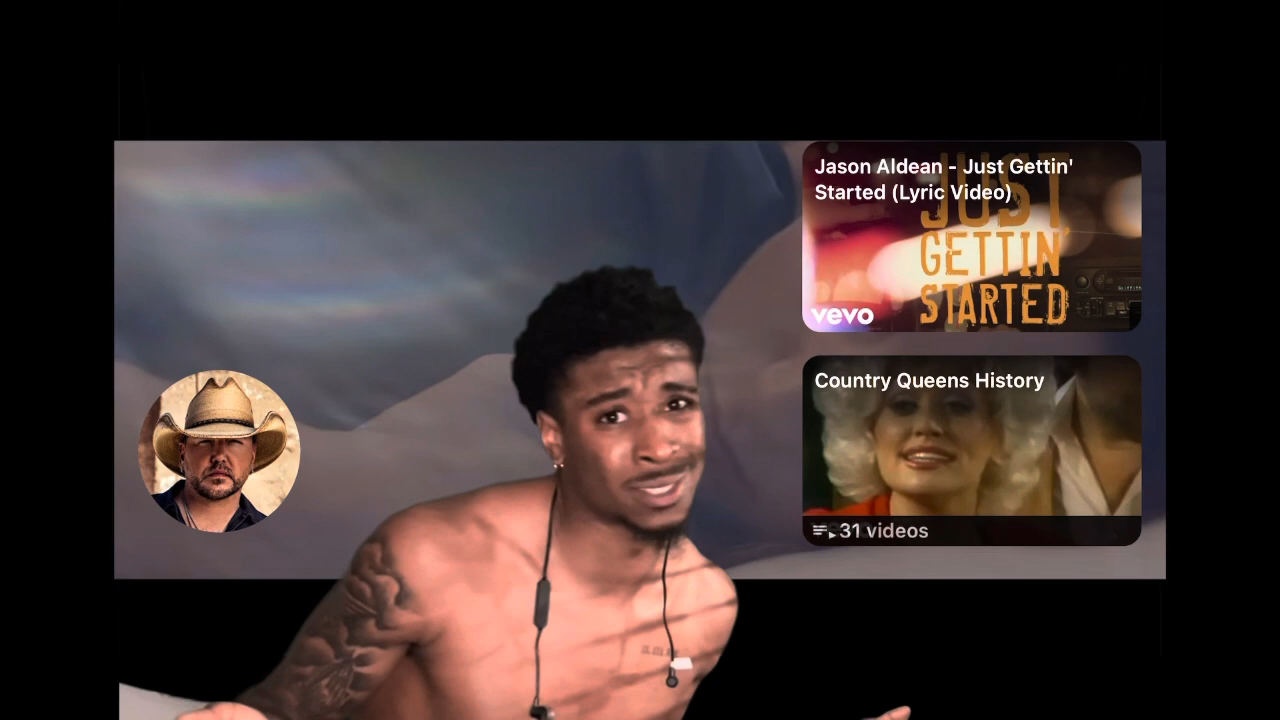 Jason Aldean - Just Gettin'
Started (Lyric Video)
JUST
GETTIN'
STARTED
vevo
Country Queens History
31 videos